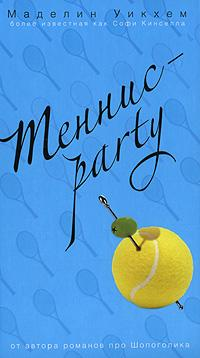 Маделин Уикхем
более известная как Софи Кинселла
Теннис-
party
от автора романов про Шопоголика